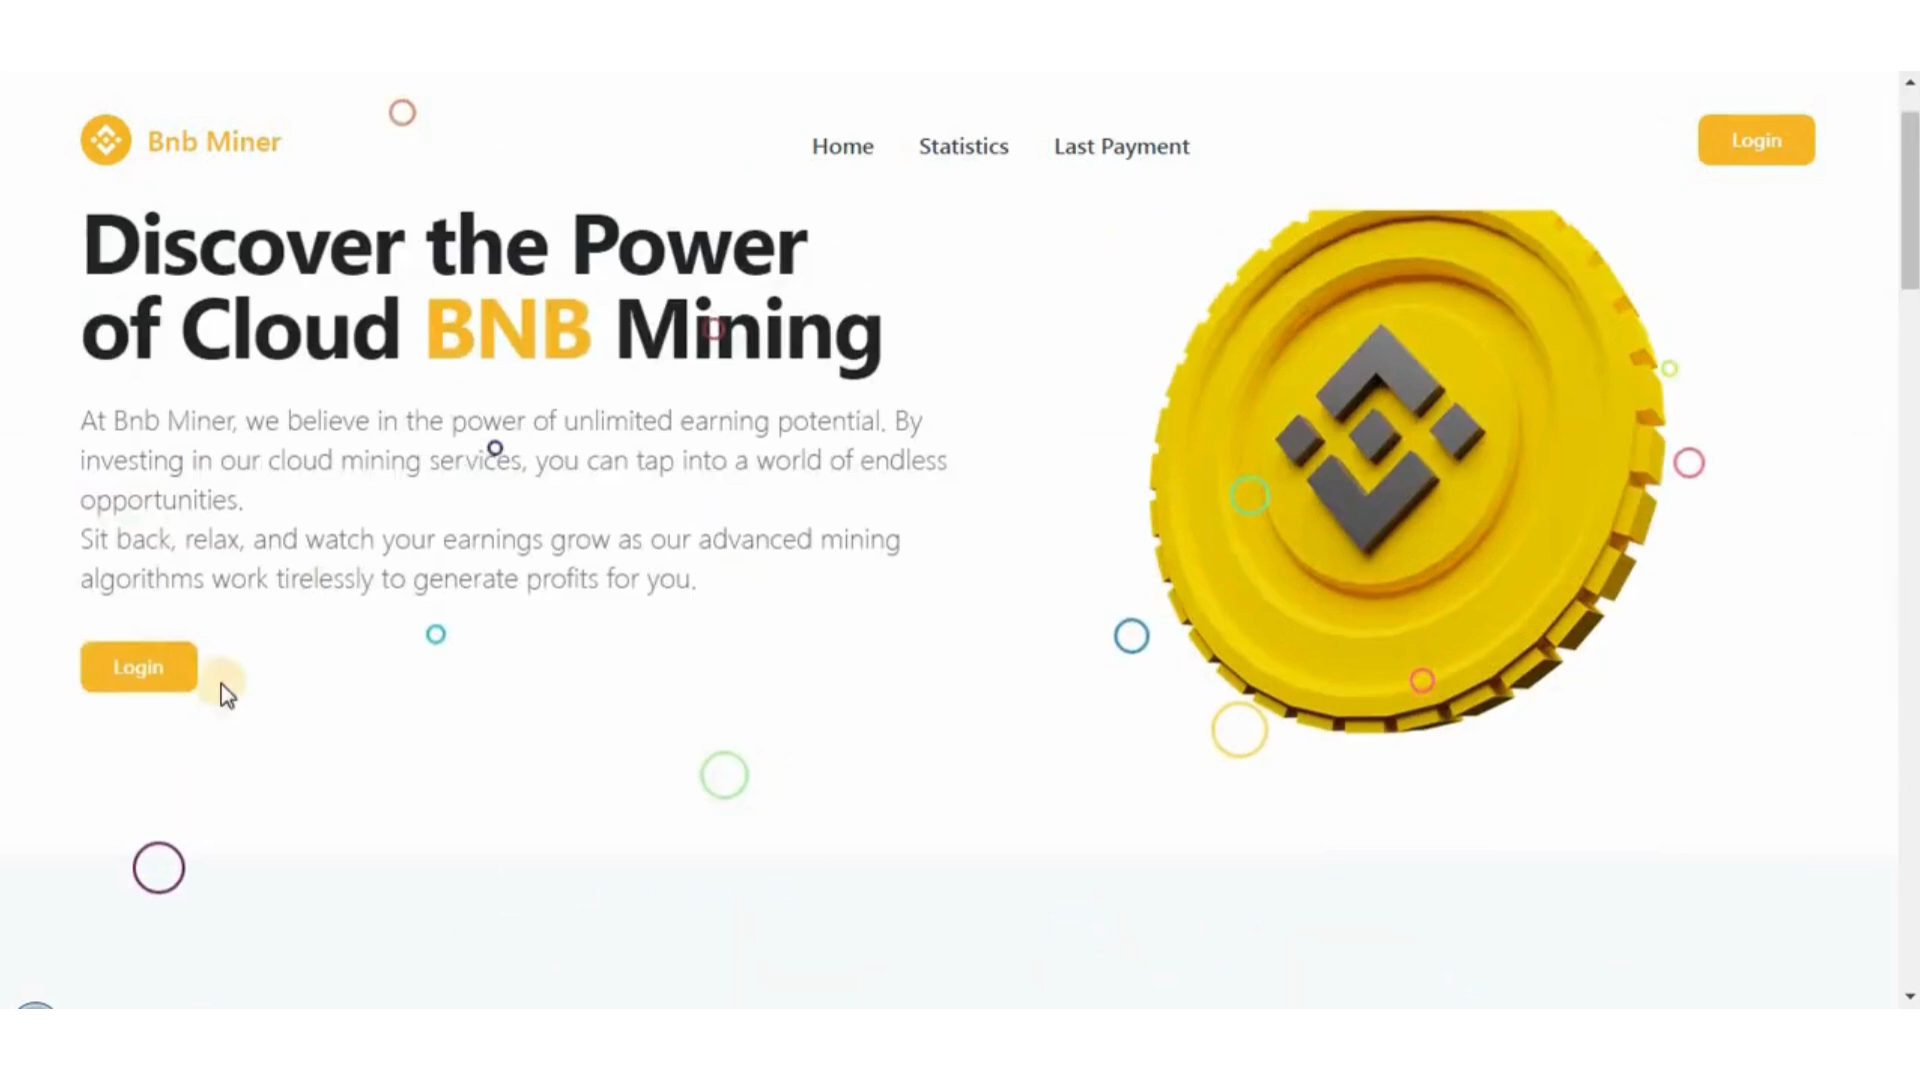 Bnb Miner
Home Statistics Last Payment
Login
Discover the Power
of Cloud BNB Mining
At Bnb Miner, we believe in the power of unlimited earning potential. By
investing in our cloud mining services, you can tap into a world of endless
opportunities.
Sit back, relax, and watch your earnings grow as our advanced mining
algorithms work tirelessly to generate profits for you.
Login